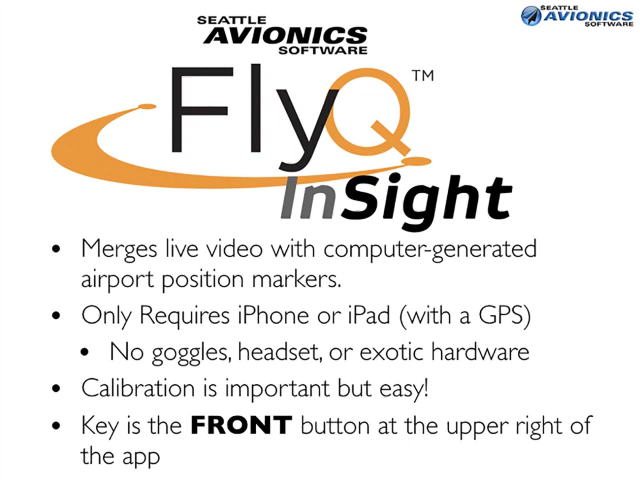 SEATTLE
AVIONICS
SOFTWARE
SEATTLE
AVIONICS
SOFTWARE
FlyQ™
InSight
• Merges live video with computer-generated
airport position markers.
• Only Requires iPhone or iPad (with a GPS)
• No goggles, headset, or exotic hardware
• Calibration is important but easy!
• Key is the FRONT button at the upper right of
the app